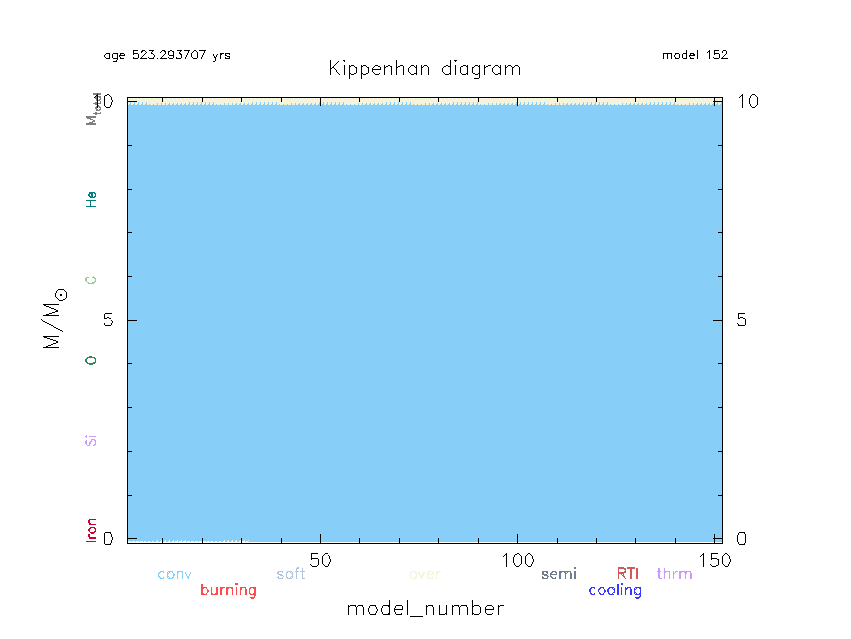 age 523.293707 yrs
model 152
Kippenhan diagram
M_total
10
10
He
C
M/M☉
5
5
O
Si
Iron
0
0
50
100
150
conv
soft
over
semi
RTI
thrm
burning
cooling
model_number